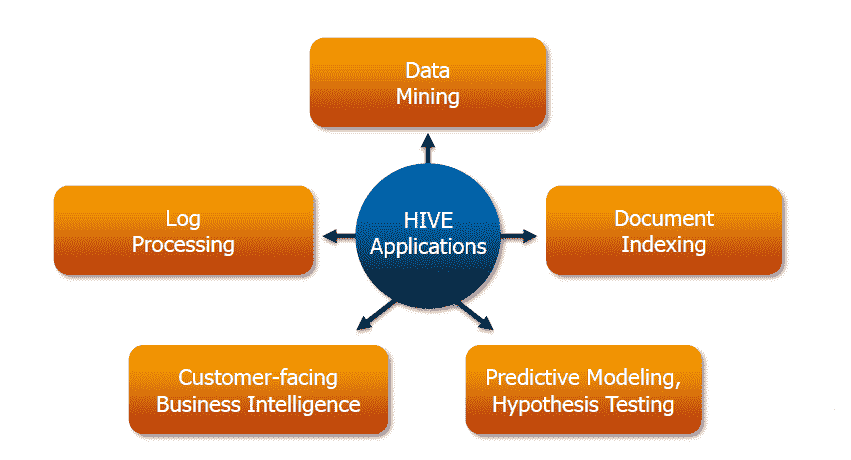 Data
Mining
Log
Processing
HIVE
Applications
Document
Indexing
Customer-facing
Business Intelligence
Predictive Modeling,
Hypothesis Testing